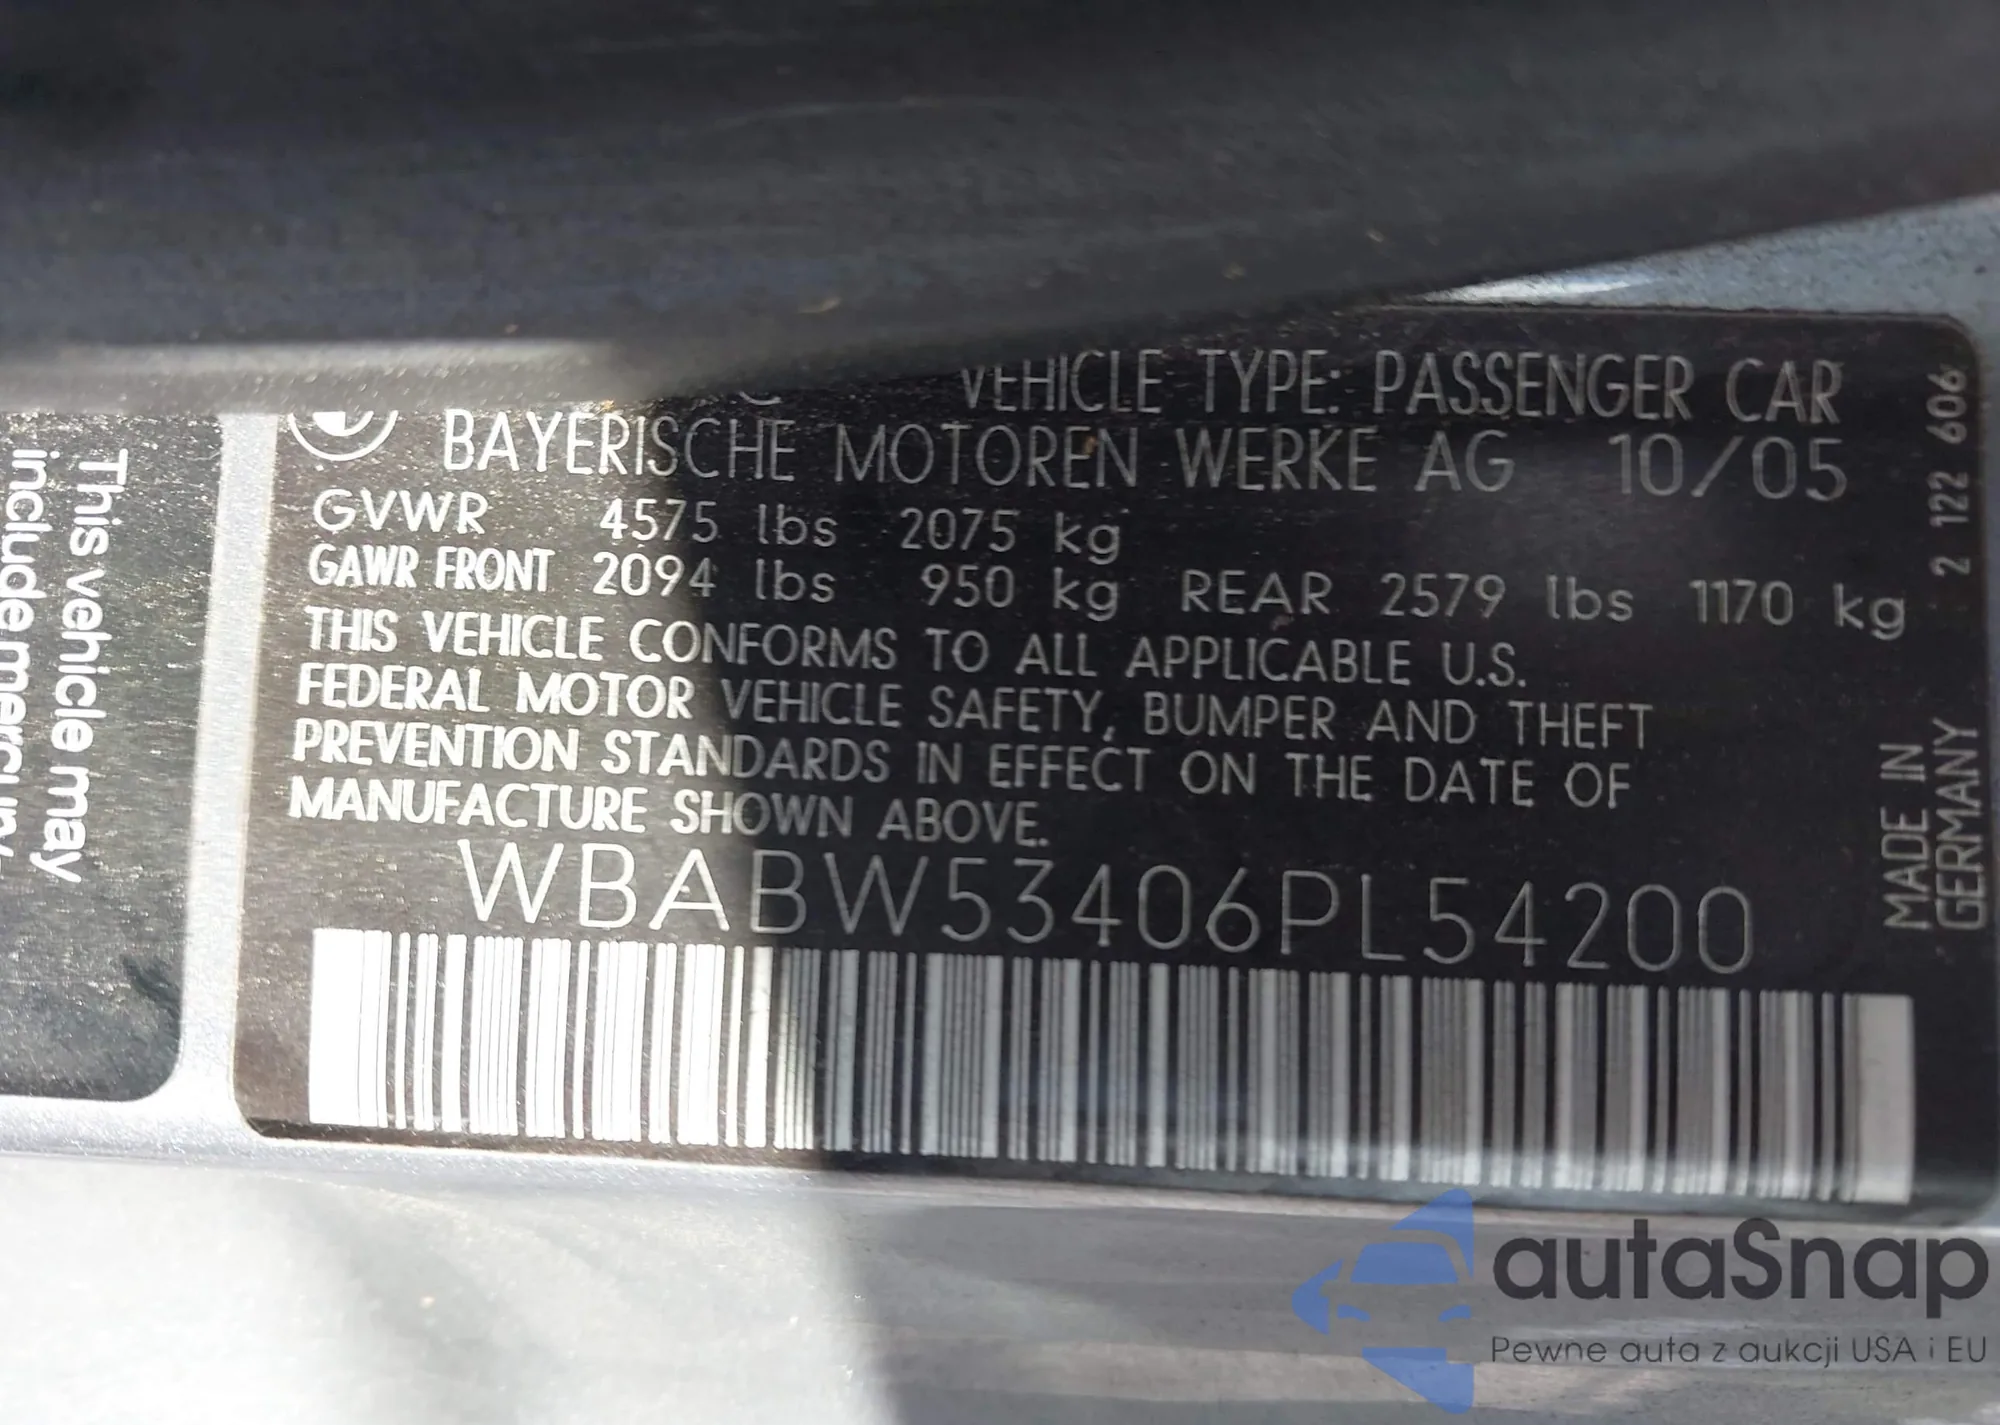 VEHICLE TYPE: PASSENGER CAR
BAYERISCHE MOTOREN WERKE AG 10/05
GVWR 4575 lbs 2075 kg
GAWR FRONT 2094 lbs 950 kg REAR 2579 lbs 1170 kg
THIS VEHICLE CONFORMS TO ALL APPLICABLE U.S.
FEDERAL MOTOR VEHICLE SAFETY, BUMPER AND THEFT
PREVENTION STANDARDS IN EFFECT ON THE DATE OF
MANUFACTURE SHOWN ABOVE.
WBABW53406PL54200
MADE IN
GERMANY
2 122 606
This vehicle may
include mercury
autaSnap
Pewne auta z aukcji USA i EU